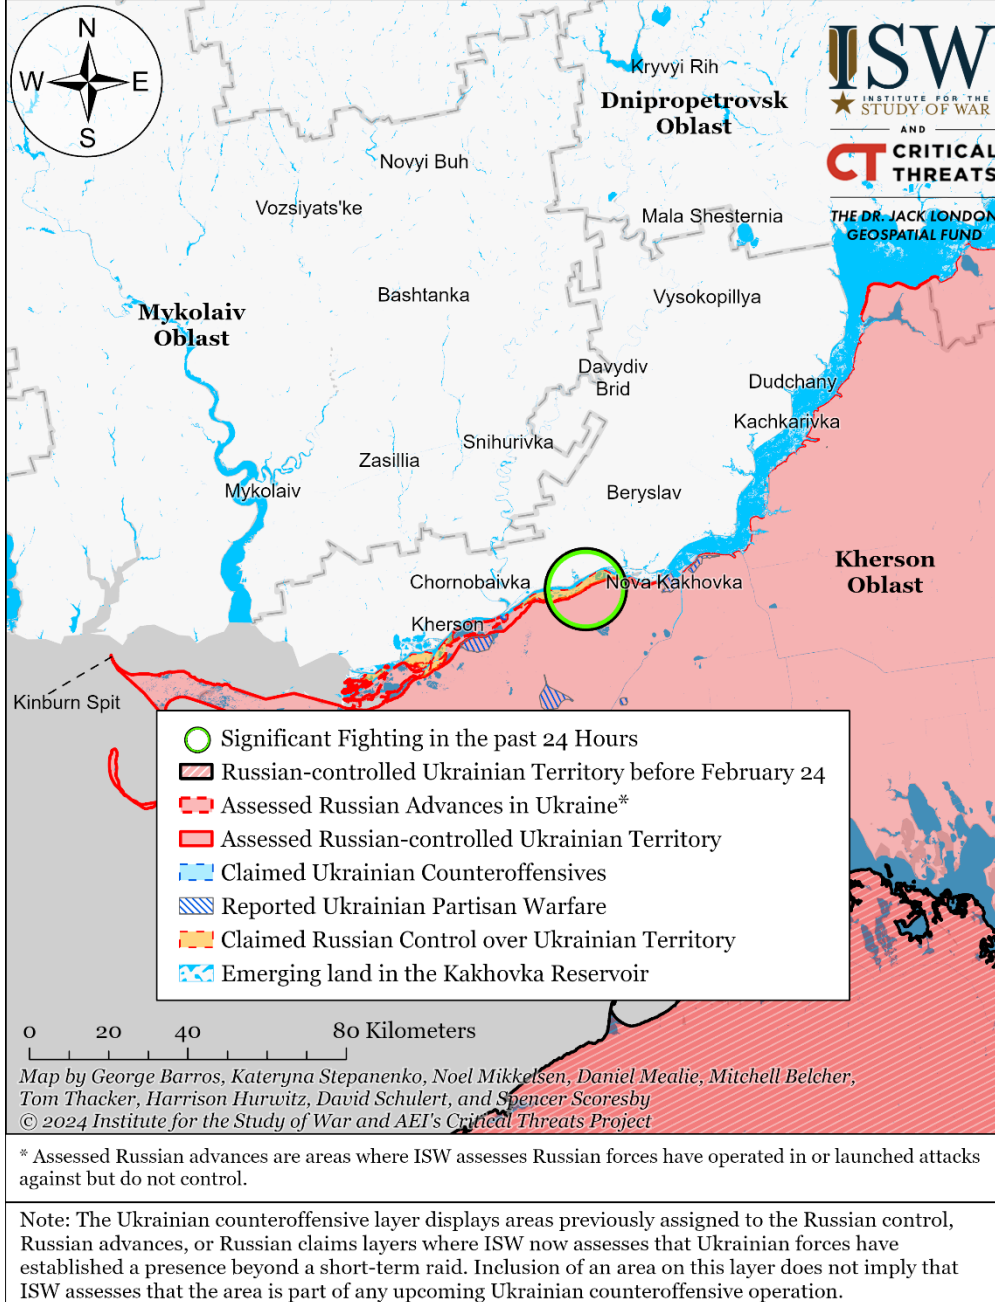 N
W E
S
ISW
INSTITUTE FOR THE
STUDY OF WAR
AND
CT CRITICAL
THREATS
THE DR. JACK LONDON
GEOSPATIAL FUND
Kryvyi Rih
Dnipropetrovsk
Oblast
Novyi Buh
Vozsiyats'ke
Mala Shesternia
Bashtanka
Vysokopillya
Mykolaiv
Oblast
Davydiv
Brid
Dudchany
Kachkarivka
Snihurivka
Zasillia
Mykolaiv
Beryslav
Kherson
Oblast
Chornobaivka
Nova Kakhovka
Kherson
Kinburn Spit
Significant Fighting in the past 24 Hours
Russian-controlled Ukrainian Territory before February 24
Assessed Russian Advances in Ukraine*
Assessed Russian-controlled Ukrainian Territory
Claimed Ukrainian Counteroffensives
Reported Ukrainian Partisan Warfare
Claimed Russian Control over Ukrainian Territory
Emerging land in the Kakhovka Reservoir
0 20 40 80 Kilometers
Map by George Barros, Kateryna Stepanenko, Noel Mikkelsen, Daniel Mealie, Mitchell Belcher,
Tom Thacker, Harrison Hurwitz, David Schulert, and Spencer Scoresby
© 2024 Institute for the Study of War and AEI's Critical Threats Project
* Assessed Russian advances are areas where ISW assesses Russian forces have operated in or launched attacks
against but do not control.
Note: The Ukrainian counteroffensive layer displays areas previously assigned to the Russian control,
Russian advances, or Russian claims layers where ISW now assesses that Ukrainian forces have
established a presence beyond a short-term raid. Inclusion of an area on this layer does not imply that
ISW assesses that the area is part of any upcoming Ukrainian counteroffensive operation.